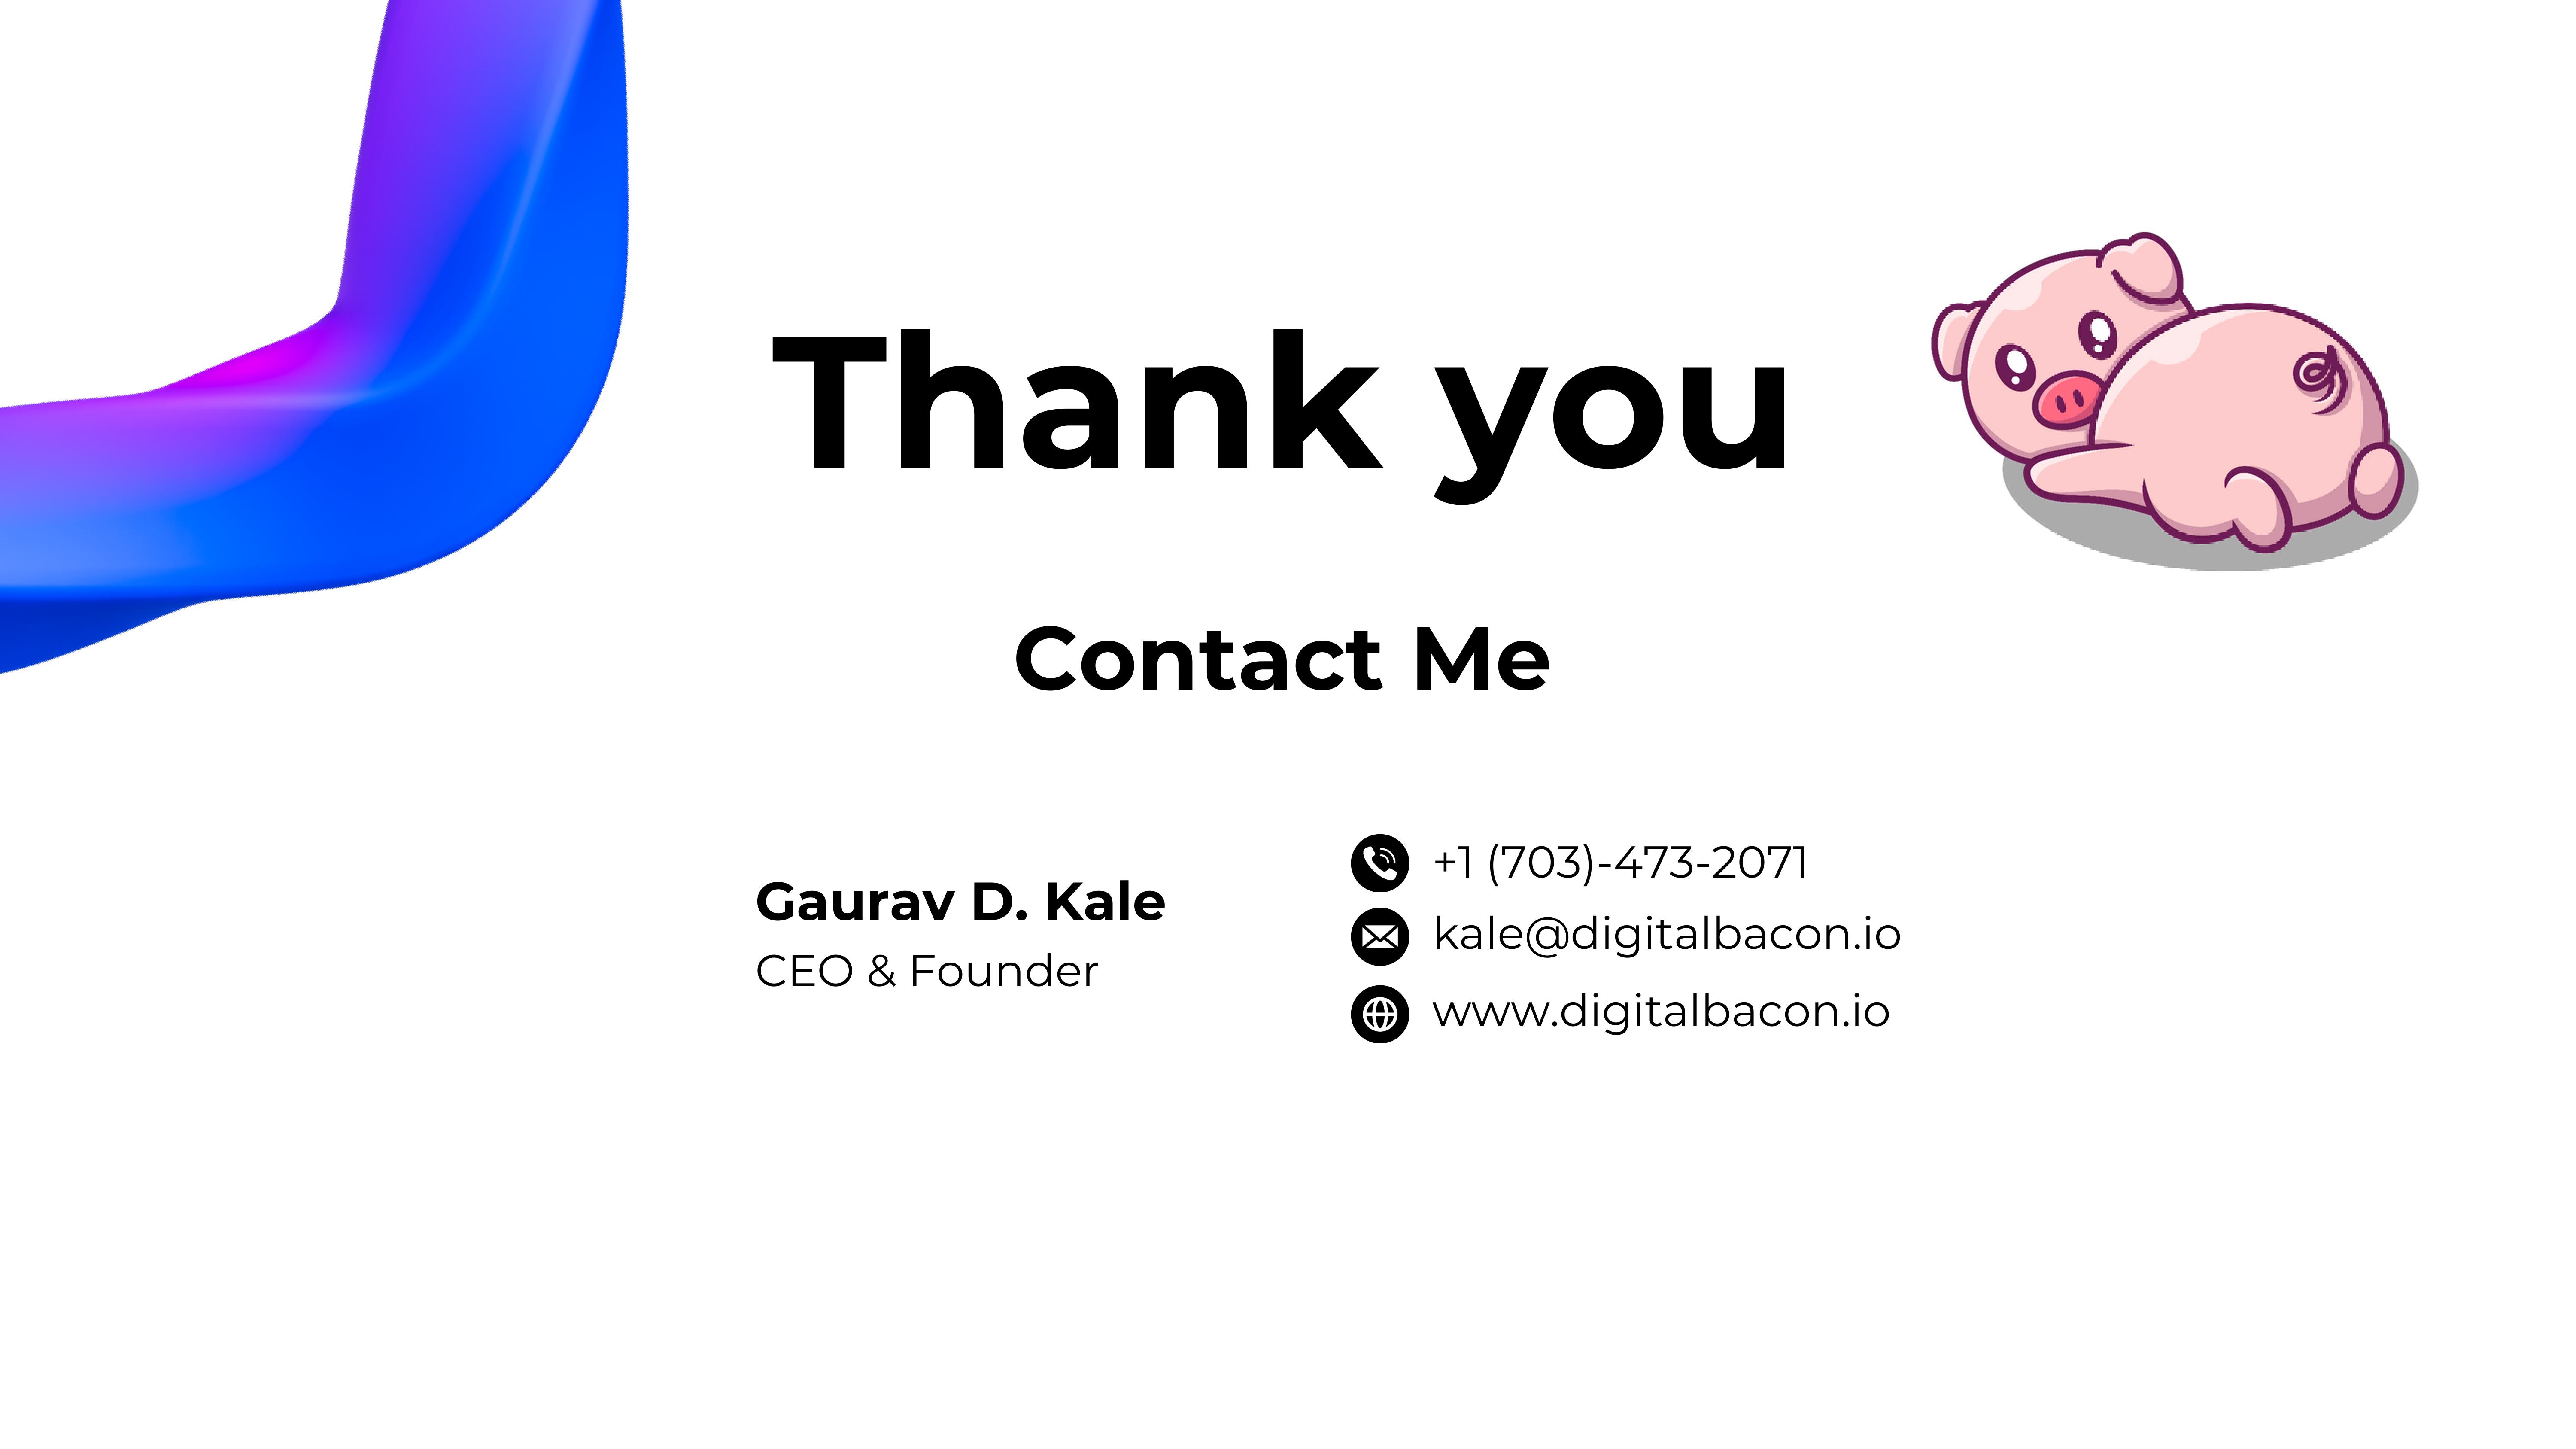 Thank you
Contact Me
Gaurav D. Kale
CEO & Founder
+1 (703)-473-2071
kale@digitalbacon.io
www.digitalbacon.io